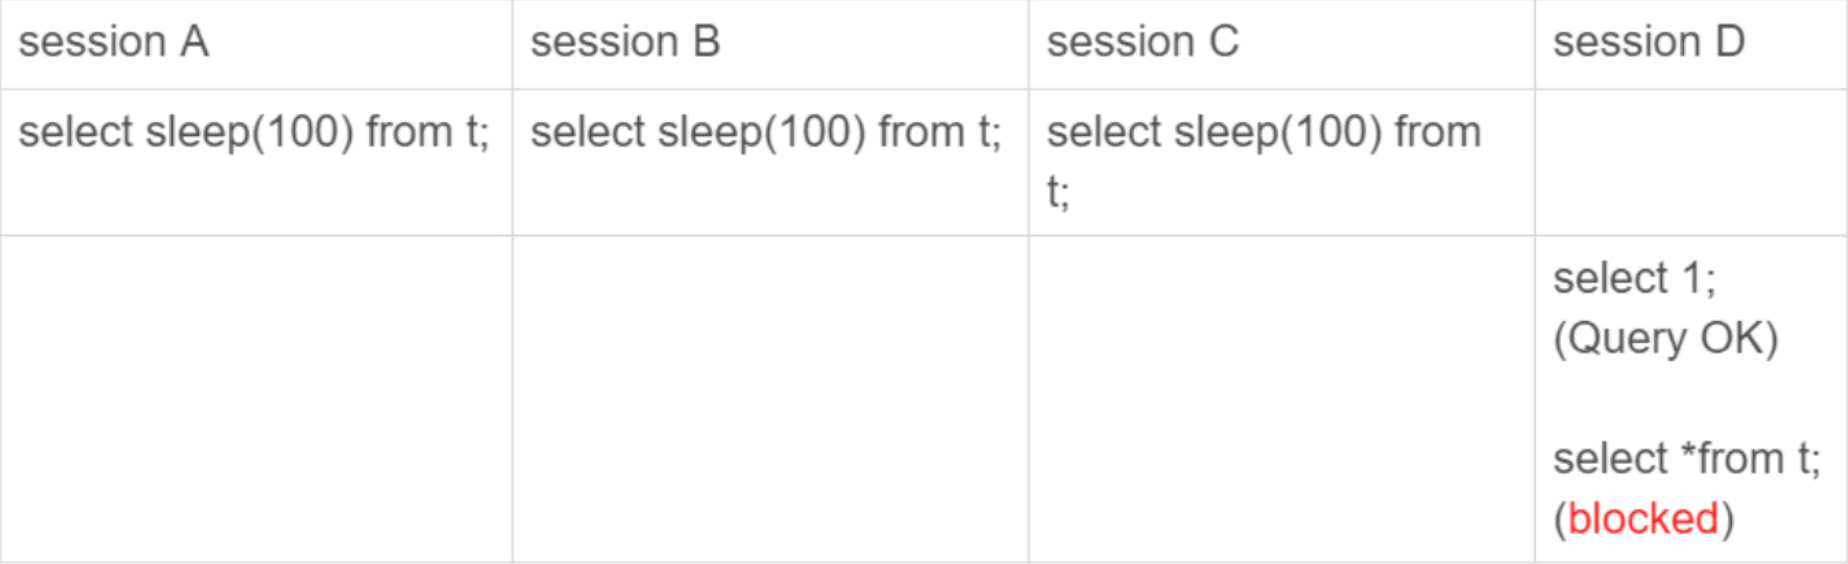 session A
session B
session C
session D
select sleep(100) from t;
select sleep(100) from t;
select sleep(100) from
t;
select 1;
(Query OK)
select *from t;
(blocked)